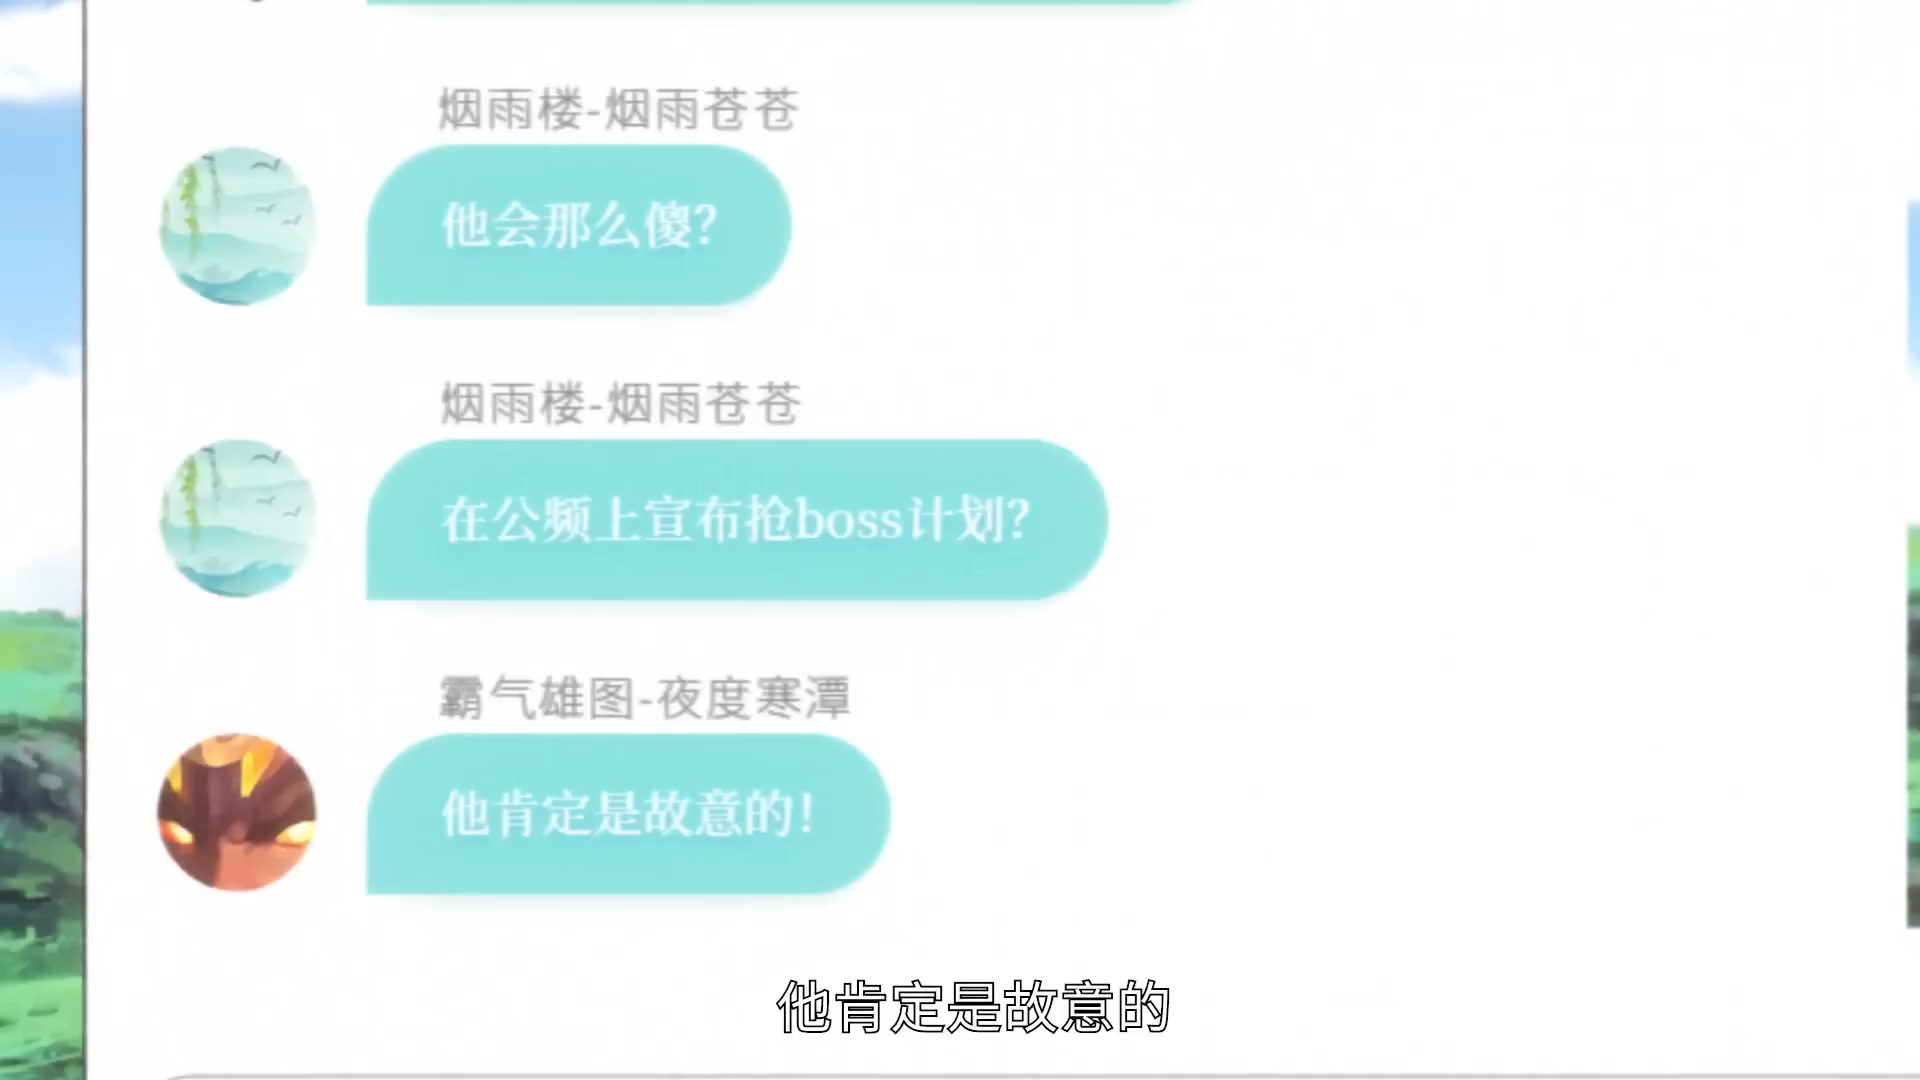 烟雨楼-烟雨苍苍
他会那么傻？
烟雨楼-烟雨苍苍
在公频上宣布抢boss计划？
霸气雄图-夜度寒潭
他肯定是故意的！
他肯定是故意的